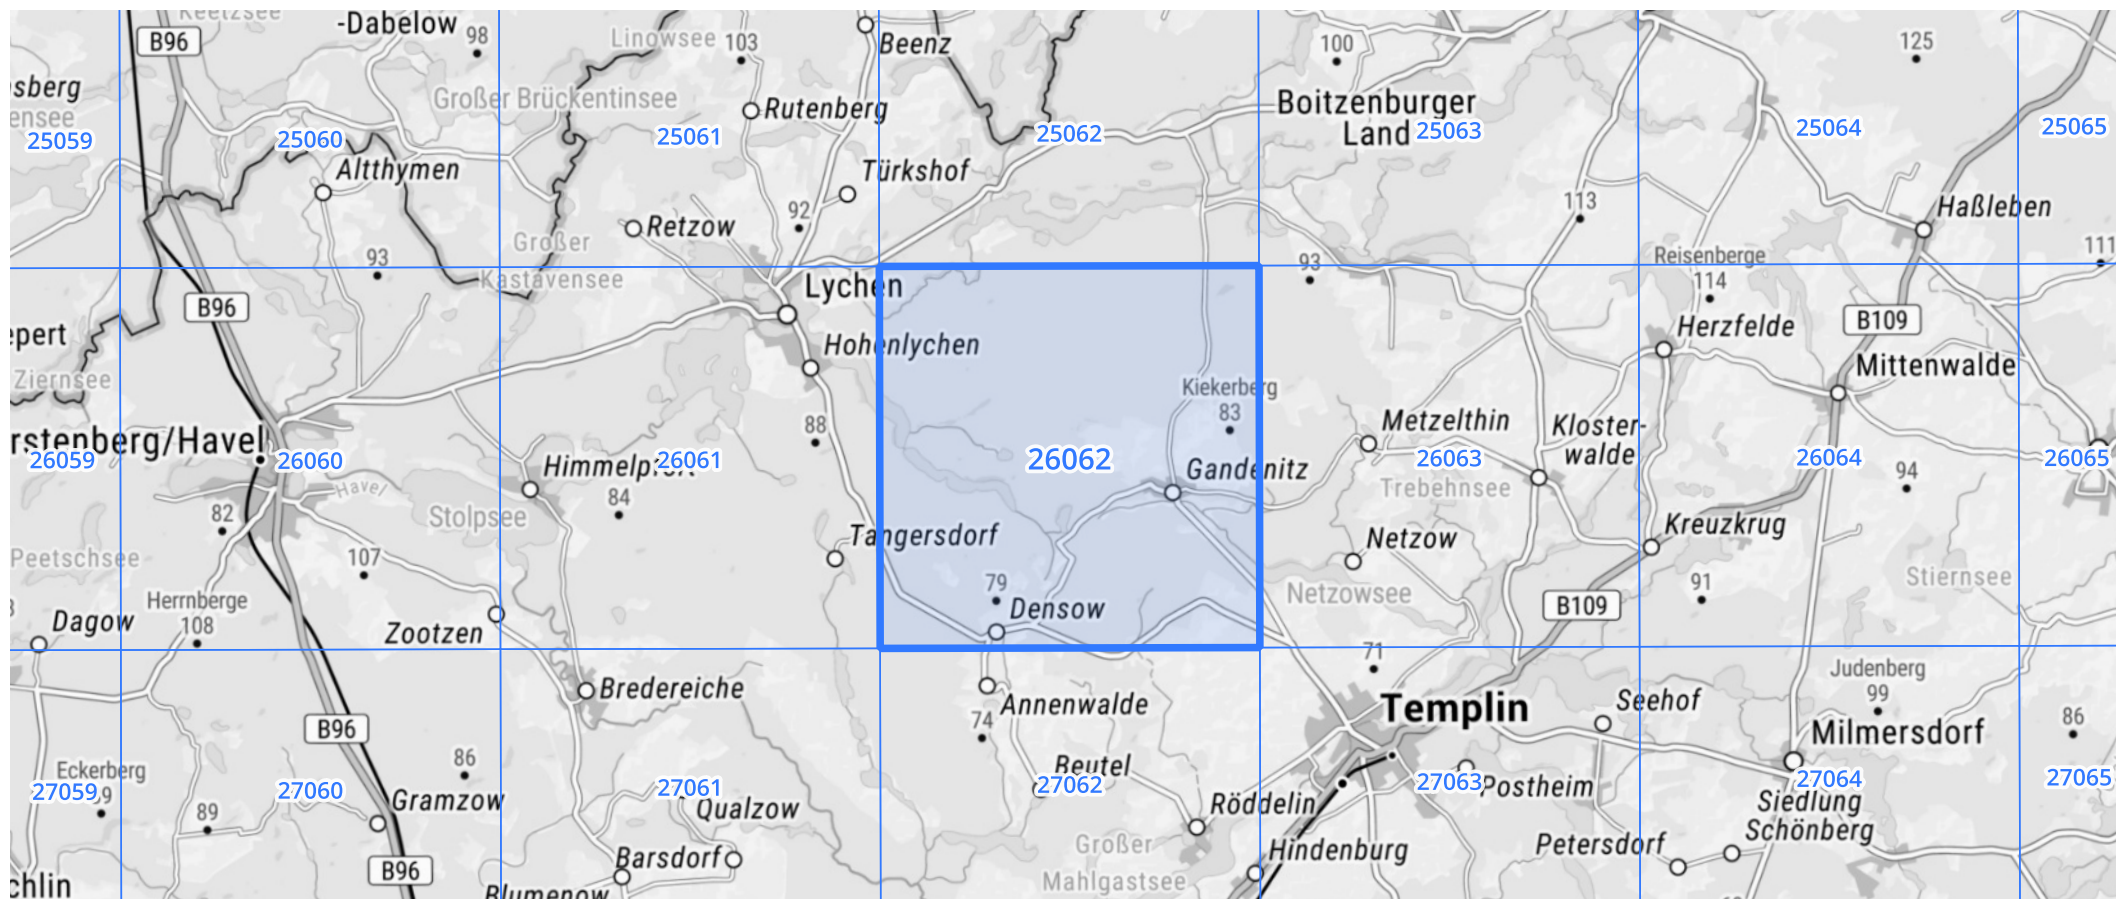 Keetzsee
-Dabelow
98
Linowsee
103
Beenz
100
125
B96
sberg
ensee
Großer Brückentinsee
Rutenberg
Boitzenburger
Land
25059
25060
25061
25062
25063
25064
25065
Altthymen
Türkshof
Retzow
92
113
Haßleben
Großer
Kastavensee
93
93
Reisenberge
114
111
B96
Lychen
B109
epert
Hohenlychen
Herzfelde
Mittenwalde
Ziernsee
Kiekerberg
83
88
Metzelthin
Kloster-
walde
rstenberg/Havel
26059
26060
26061
26062
26063
26064
26065
Himmelpfort
Gandenitz
94
Havel
84
Trebehnsee
82
Stolpsee
Kreuzkrug
Peetschsee
107
Tangersdorf
Netzow
Herrnberge
108
79
Netzowsee
B109
91
Stiernsee
3
Dagow
Zootzen
Densow
71
Judenberg
99
Bredereiche
Annenwalde
74
Templin
Seehof
Milmersdorf
86
B96
Eckerberg
99
86
Beutel
27059
27060
27061
27062
27063
27064
27065
89
Gramzow
Qualzow
Röddelin
Postheim
Siedlung
Schönberg
Barsdorf
Großer
Mahlgastsee
Hindenburg
Petersdorf
B96
chlin
Blumenow